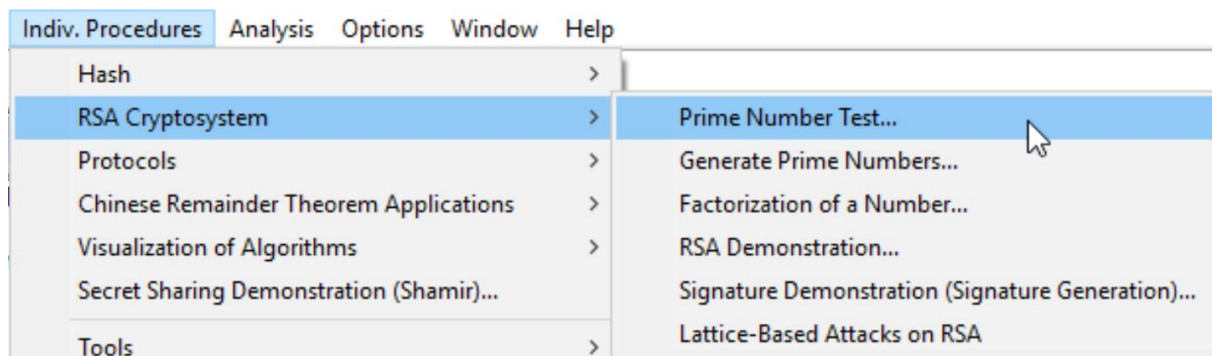 Indiv. Procedures Analysis Options Window Help
Hash
RSA Cryptosystem
Protocols
Chinese Remainder Theorem Applications
Visualization of Algorithms
Secret Sharing Demonstration (Shamir)...
Tools
Prime Number Test...
Generate Prime Numbers...
Factorization of a Number...
RSA Demonstration...
Signature Demonstration (Signature Generation)...
Lattice-Based Attacks on RSA